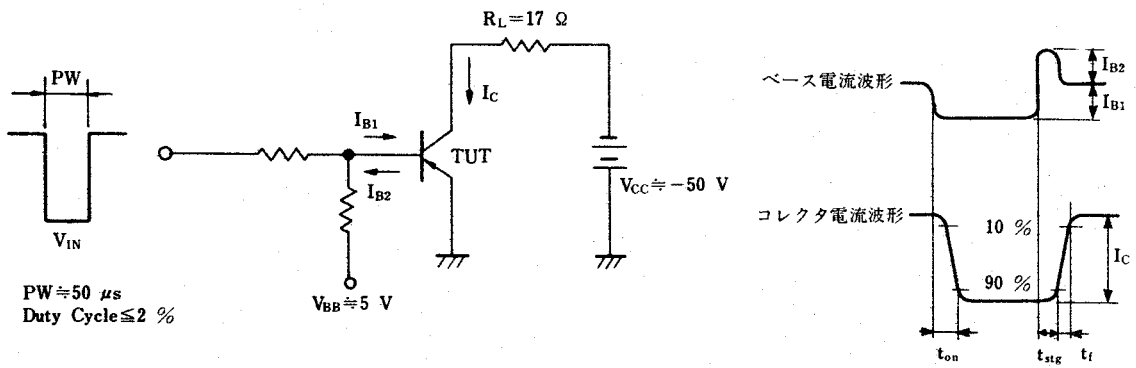 PW
V_IN
PW≒50 μs
Duty Cycle≦2 %
R_L=17 Ω
I_C
I_B1
TUT
I_B2
V_CC≒-50 V
V_BB≒5 V
ベース電流波形
I_B2
I_B1
コレクタ電流波形
10 %
90 %
I_C
t_on
t_stg
t_f